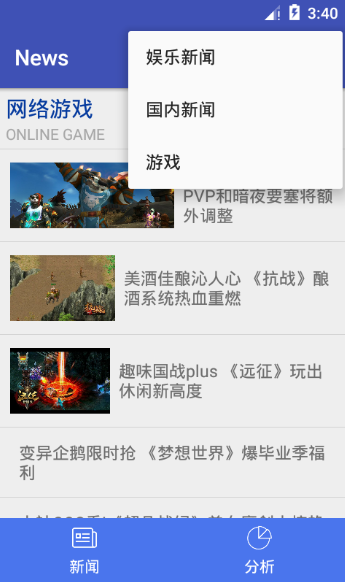 3:40
News
娱乐新闻
国内新闻
游戏
网络游戏
ONLINE GAME
PVP和暗夜要塞将额
外调整
美酒佳酿沁人心 《抗战》酿
酒系统热血重燃
趣味国战plus 《远征》玩出
休闲新高度
变异企鹅限时抢 《梦想世界》爆毕业季福
利
新闻
分析